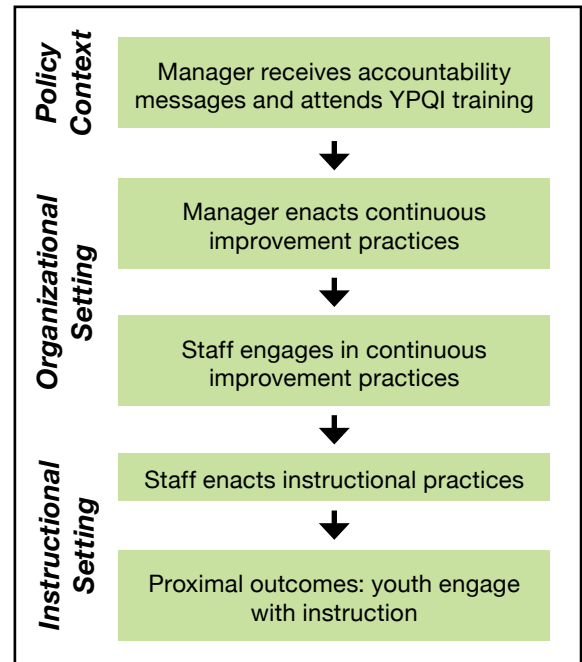 Policy
Context
Manager receives accountability
messages and attends YPQI training
Organizational
Setting
Manager enacts continuous
improvement practices
Staff engages in continuous
improvement practices
Instructional
Setting
Staff enacts instructional practices
Proximal outcomes: youth engage
with instruction